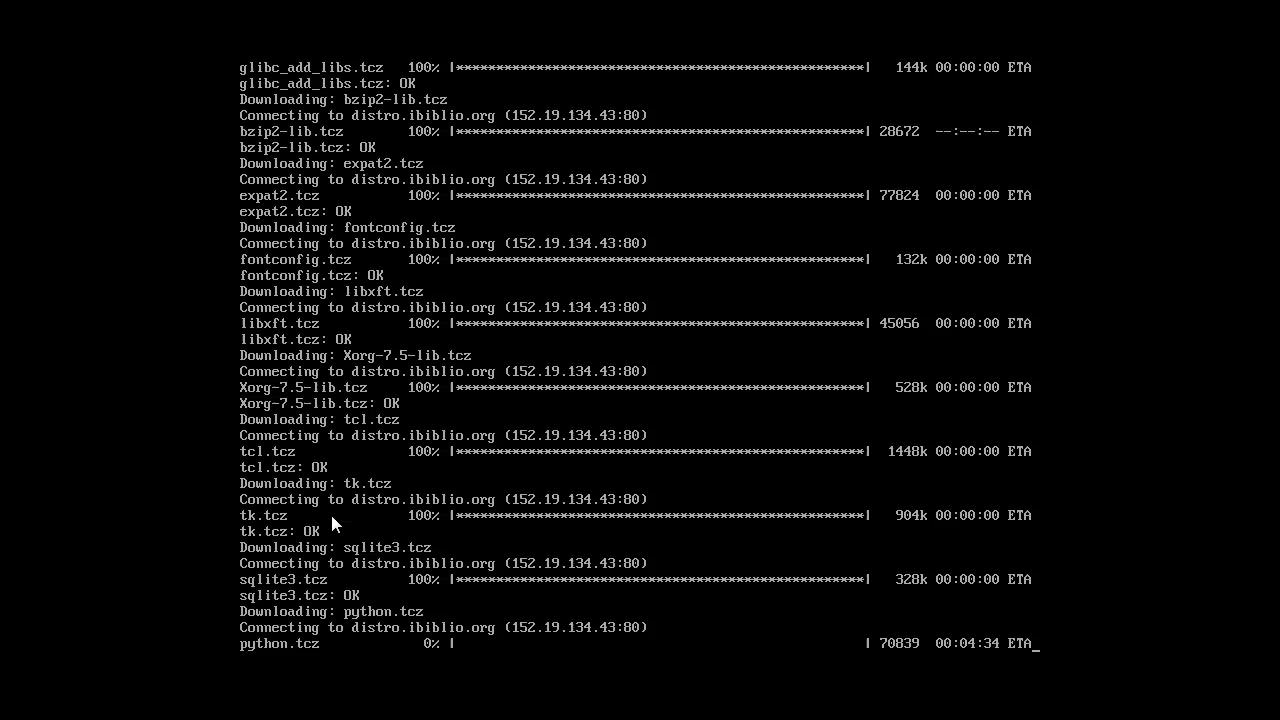 glibc_add_libs.tcz   100% |***************************************************|   144k 00:00:00 ETA
glibc_add_libs.tcz: OK
Downloading: bzip2-lib.tcz
Connecting to distro.ibiblio.org (152.19.134.43:80)
bzip2-lib.tcz        100% |***************************************************| 28672  --:--:-- ETA
bzip2-lib.tcz: OK
Downloading: expat2.tcz
Connecting to distro.ibiblio.org (152.19.134.43:80)
expat2.tcz           100% |***************************************************| 77824  00:00:00 ETA
expat2.tcz: OK
Downloading: fontconfig.tcz
Connecting to distro.ibiblio.org (152.19.134.43:80)
fontconfig.tcz       100% |***************************************************|   132k 00:00:00 ETA
fontconfig.tcz: OK
Downloading: libxft.tcz
Connecting to distro.ibiblio.org (152.19.134.43:80)
libxft.tcz           100% |***************************************************| 45056  00:00:00 ETA
libxft.tcz: OK
Downloading: Xorg-7.5-lib.tcz
Connecting to distro.ibiblio.org (152.19.134.43:80)
Xorg-7.5-lib.tcz     100% |***************************************************|   528k 00:00:00 ETA
Xorg-7.5-lib.tcz: OK
Downloading: tcl.tcz
Connecting to distro.ibiblio.org (152.19.134.43:80)
tcl.tcz              100% |***************************************************|  1448k 00:00:00 ETA
tcl.tcz: OK
Downloading: tk.tcz
Connecting to distro.ibiblio.org (152.19.134.43:80)
tk.tcz               100% |***************************************************|   904k 00:00:00 ETA
tk.tcz: OK
Downloading: sqlite3.tcz
Connecting to distro.ibiblio.org (152.19.134.43:80)
sqlite3.tcz          100% |***************************************************|   328k 00:00:00 ETA
sqlite3.tcz: OK
Downloading: python.tcz
Connecting to distro.ibiblio.org (152.19.134.43:80)
python.tcz             0% |                                                   | 70839  00:04:34 ETA_